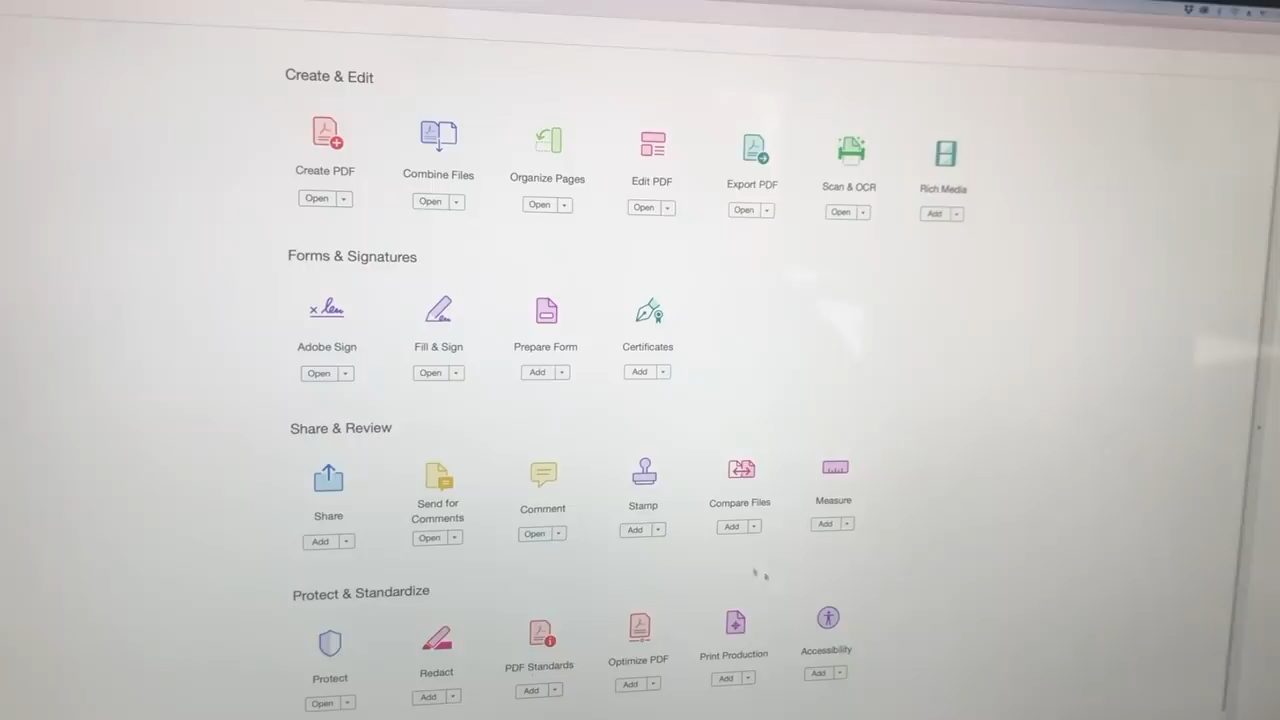 Create & Edit
Create PDF
Combine Files
Organize Pages
Edit PDF
Export PDF
Scan & OCR
Rich Media
Open
Open
Open
Open
Open
Open
Add
Forms & Signatures
Adobe Sign
Fill & Sign
Prepare Form
Certificates
Open
Open
Add
Add
Share & Review
Share
Send for
Comments
Comment
Stamp
Compare Files
Measure
Add
Open
Open
Add
Add
Add
Protect & Standardize
Protect
Redact
PDF Standards
Optimize PDF
Print Production
Accessibility
Open
Add
Add
Add
Add
Add